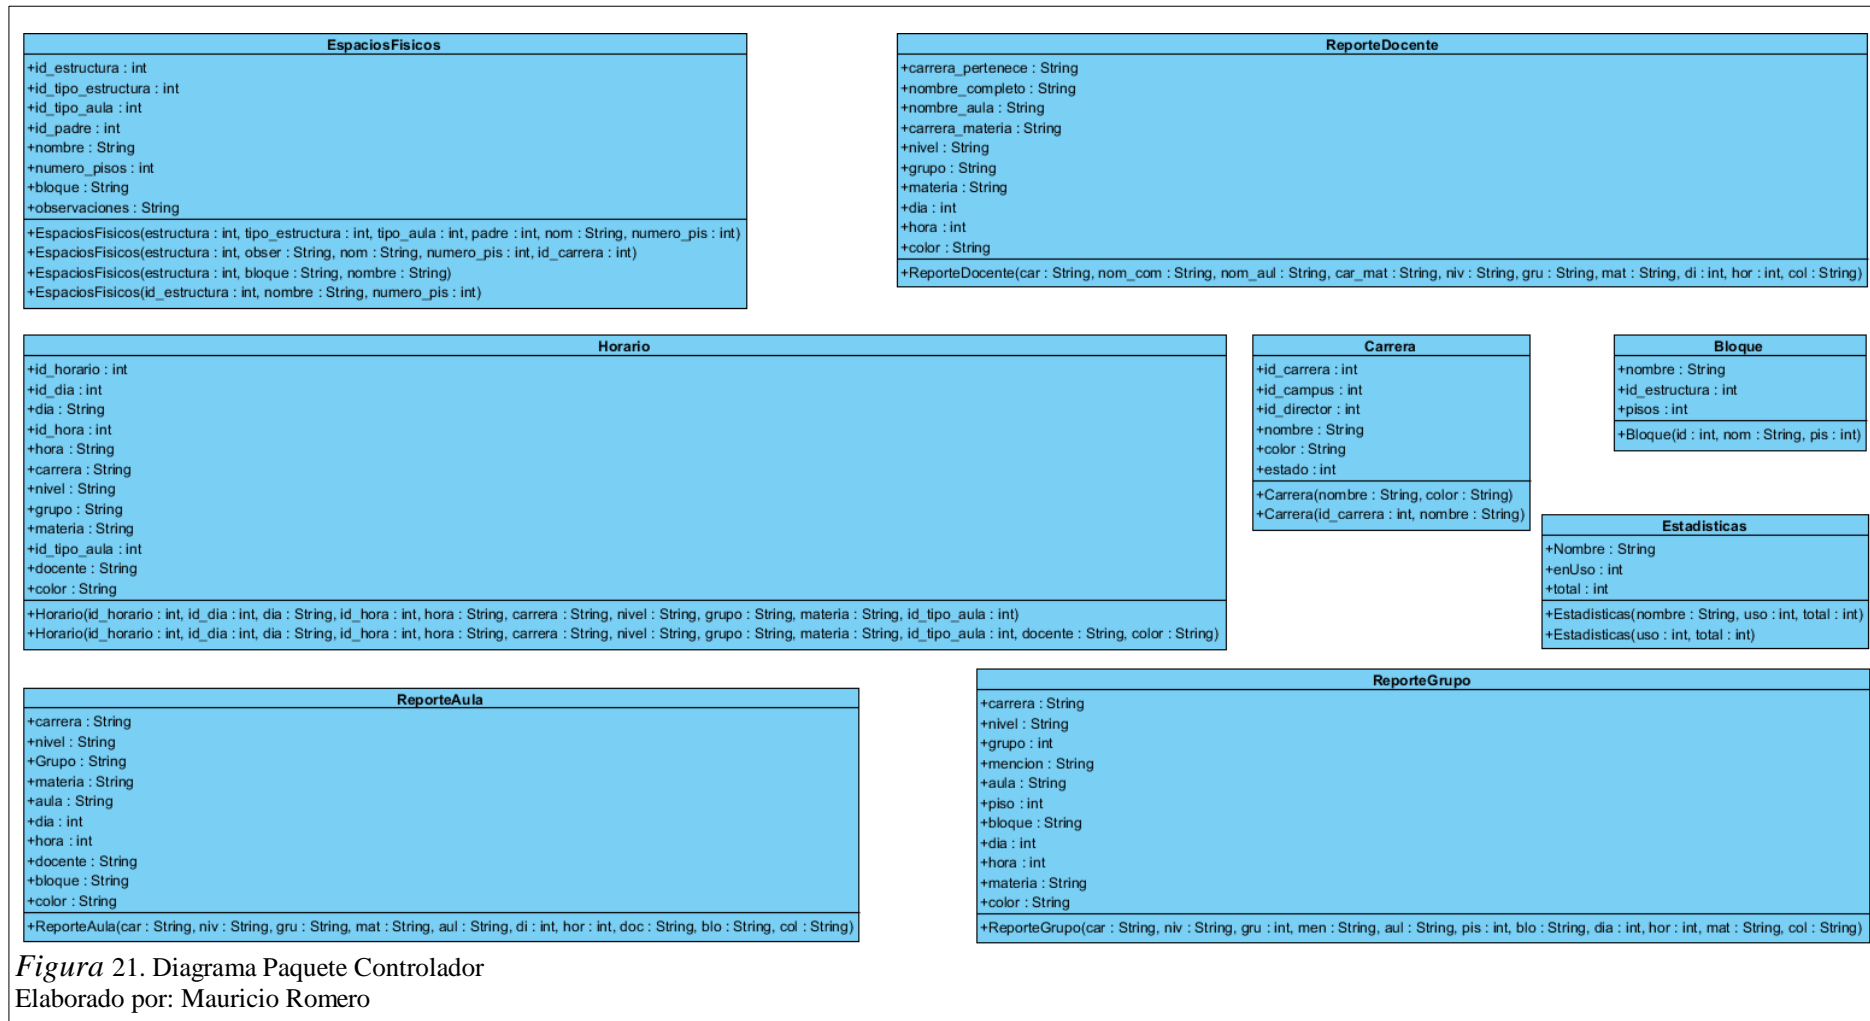 EspaciosFisicos
+id_estructura : int
+id_tipo_estructura : int
+id_tipo_aula : int
+id_padre : int
+nombre : String
+numero_pisos : int
+bloque : String
+observaciones : String
+EspaciosFisicos(estructura : int, tipo_estructura : int, tipo_aula : int, padre : int, nom : String, numero_pis : int)
+EspaciosFisicos(estructura : int, obser : String, nom : String, numero_pis : int, id_carrera : int)
+EspaciosFisicos(estructura : int, bloque : String, nombre : String)
+EspaciosFisicos(id_estructura : int, nombre : String, numero_pis : int)
ReporteDocente
+carrera_pertenece : String
+nombre_completo : String
+nombre_aula : String
+carrera_materia : String
+nivel : String
+grupo : String
+materia : String
+dia : int
+hora : int
+color : String
+ReporteDocente(car : String, nom_com : String, nom_aul : String, car_mat : String, niv : String, gru : String, mat : String, di : int, hor : int, col : String)
Horario
+id_horario : int
+id_dia : int
+dia : String
+id_hora : int
+hora : String
+carrera : String
+nivel : String
+grupo : String
+materia : String
+id_tipo_aula : int
+docente : String
+color : String
+Horario(id_horario : int, id_dia : int, dia : String, id_hora : int, hora : String, carrera : String, nivel : String, grupo : String, materia : String, id_tipo_aula : int)
+Horario(id_horario : int, id_dia : int, dia : String, id_hora : int, hora : String, carrera : String, nivel : String, grupo : String, materia : String, id_tipo_aula : int, docente : String, color : String)
Carrera
+id_carrera : int
+id_campus : int
+id_director : int
+nombre : String
+color : String
+estado : int
+Carrera(nombre : String, color : String)
+Carrera(id_carrera : int, nombre : String)
Bloque
+nombre : String
+id_estructura : int
+pisos : int
+Bloque(id : int, nom : String, pis : int)
Estadisticas
+Nombre : String
+enUso : int
+total : int
+Estadisticas(nombre : String, uso : int, total : int)
+Estadisticas(uso : int, total : int)
ReporteAula
+carrera : String
+nivel : String
+Grupo : String
+materia : String
+aula : String
+dia : int
+hora : int
+docente : String
+bloque : String
+color : String
+ReporteAula(car : String, niv : String, gru : String, mat : String, aul : String, di : int, hor : int, doc : String, blo : String, col : String)
ReporteGrupo
+carrera : String
+nivel : String
+grupo : int
+mencion : String
+aula : String
+piso : int
+bloque : String
+dia : int
+hora : int
+materia : String
+color : String
+ReporteGrupo(car : String, niv : String, gru : int, men : String, aul : String, pis : int, blo : String, dia : int, hor : int, mat : String, col : String)
Figura 21. Diagrama Paquete Controlador
Elaborado por: Mauricio Romero